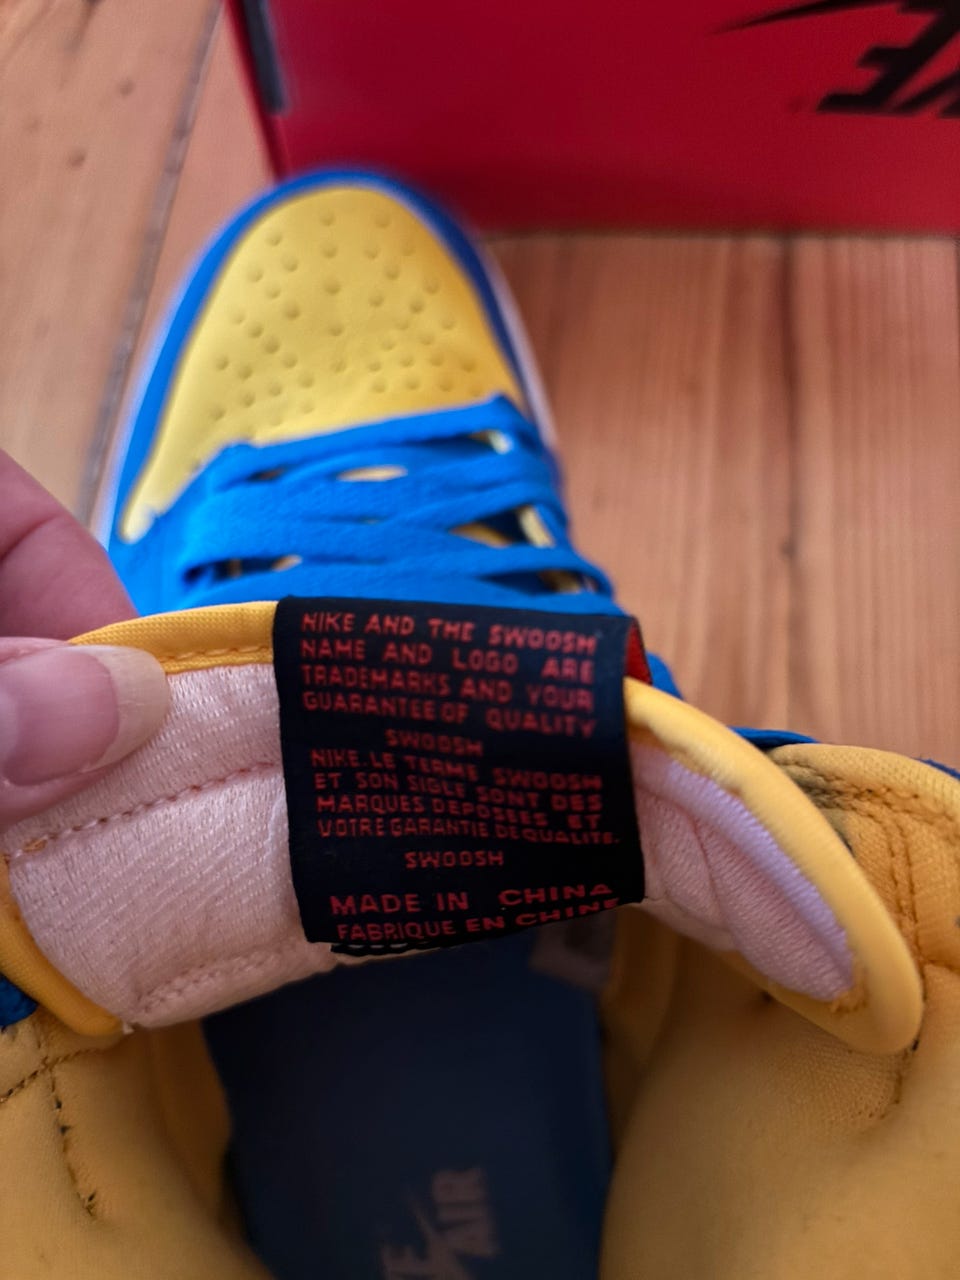 NIKE AND THE SWOOSH
NAME AND LOGO ARE
TRADEMARKS AND YOUR
GUARANTEE OF QUALITY
SWOOSH
NIKE.LE TERME SWOOSH
ET SON SIGLE SONT DES
MARQUES DEPOSEES ET
VOTRE GARANTIE DE QUALITE.
SWOOSH
MADE IN CHINA
FABRIQUE EN CHINE
AIR